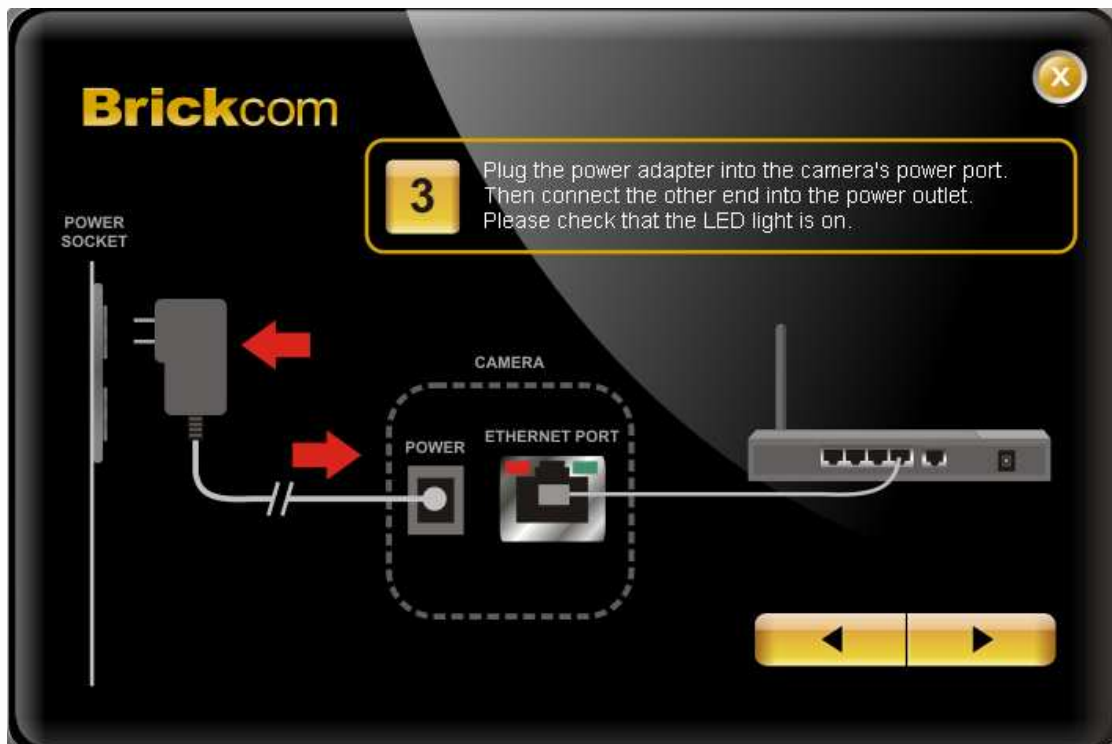 Brickcom
X
3
Plug the power adapter into the camera's power port.
Then connect the other end into the power outlet.
Please check that the LED light is on.
POWER
SOCKET
CAMERA
POWER
ETHERNET PORT